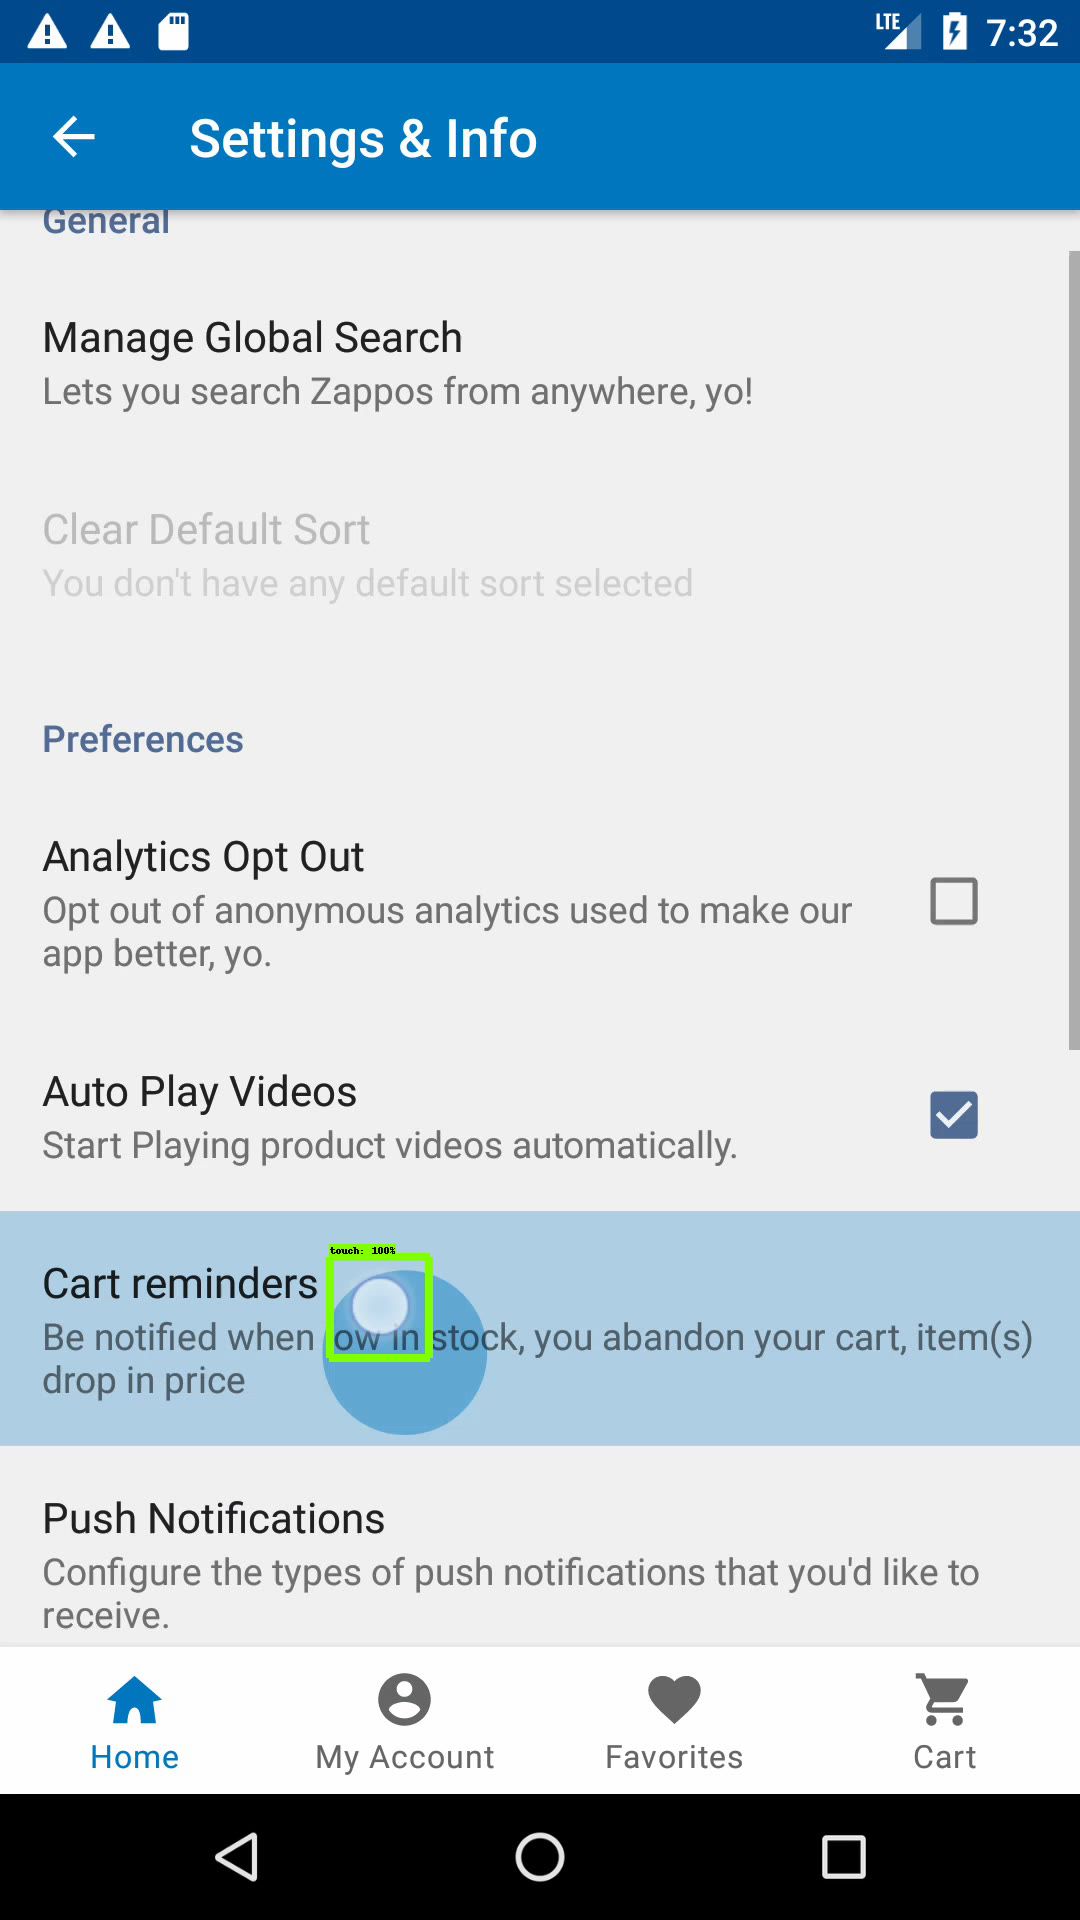 LTE 7:32
Settings & Info
General
Manage Global Search
Lets you search Zappos from anywhere, yo!
Clear Default Sort
You don't have any default sort selected
Preferences
Analytics Opt Out
Opt out of anonymous analytics used to make our
app better, yo.
Auto Play Videos
Start Playing product videos automatically.
touch: 100%
Cart reminders
Be notified when low in stock, you abandon your cart, item(s)
drop in price
Push Notifications
Configure the types of push notifications that you'd like to
receive.
Home My Account Favorites Cart